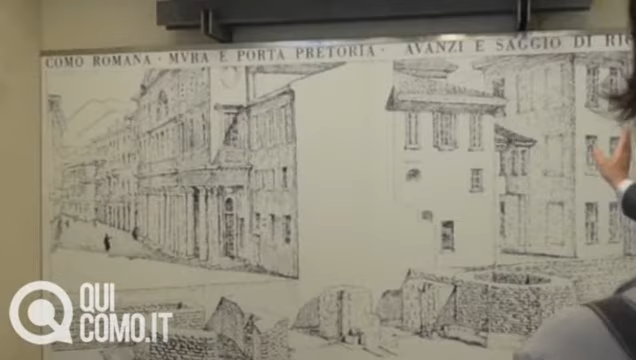 COMO ROMANA · MVRA E PORTA PRETORIA · AVANZI E SAGGIO DI
QUI
COMO.IT